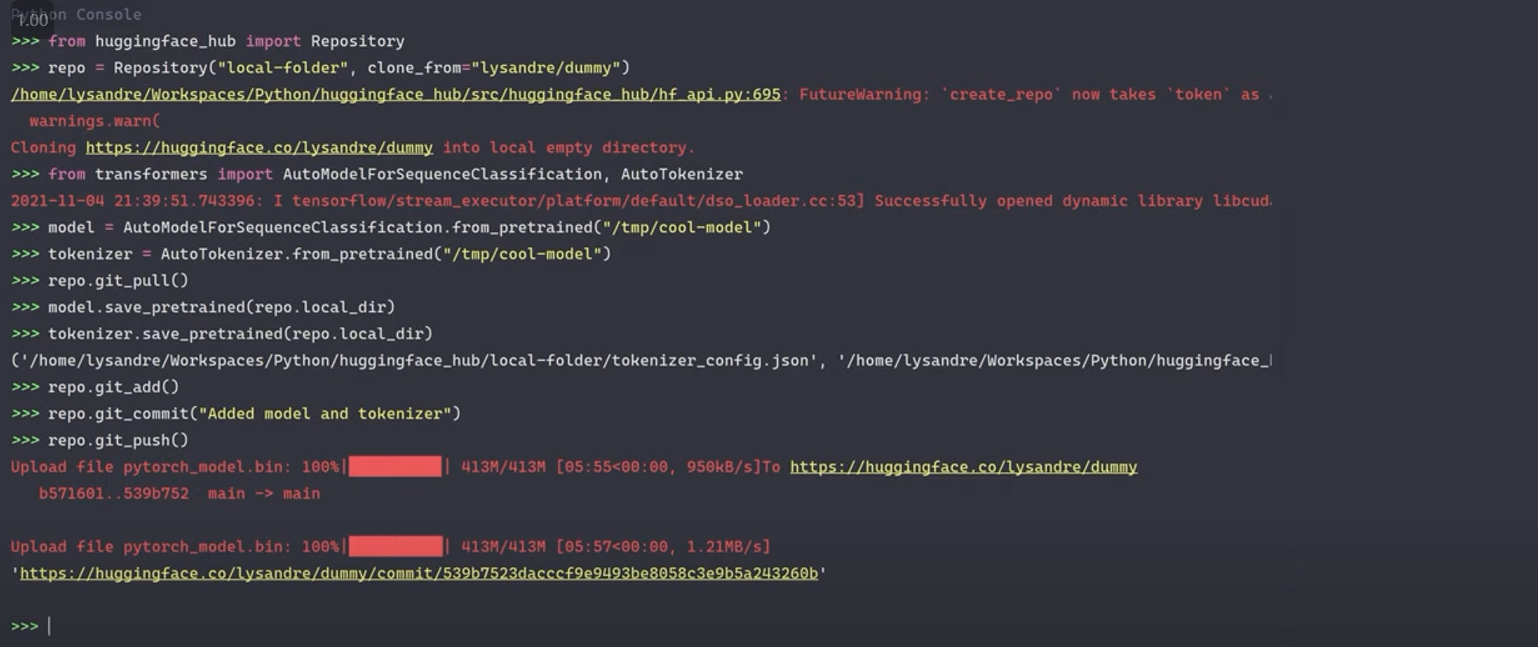 Python Console
1.00
>>> from huggingface_hub import Repository
>>> repo = Repository("local-folder", clone_from="lysandre/dummy")
/home/lysandre/Workspaces/Python/huggingface_hub/src/huggingface_hub/hf_api.py:695: FutureWarning: `create_repo` now takes `token` as
  warnings.warn(
Cloning https://huggingface.co/lysandre/dummy into local empty directory.
>>> from transformers import AutoModelForSequenceClassification, AutoTokenizer
2021-11-04 21:39:51.743396: I tensorflow/stream_executor/platform/default/dso_loader.cc:53] Successfully opened dynamic library libcud
>>> model = AutoModelForSequenceClassification.from_pretrained("/tmp/cool-model")
>>> tokenizer = AutoTokenizer.from_pretrained("/tmp/cool-model")
>>> repo.git_pull()
>>> model.save_pretrained(repo.local_dir)
>>> tokenizer.save_pretrained(repo.local_dir)
('/home/lysandre/Workspaces/Python/huggingface_hub/local-folder/tokenizer_config.json', '/home/lysandre/Workspaces/Python/huggingface_
>>> repo.git_add()
>>> repo.git_commit("Added model and tokenizer")
>>> repo.git_push()
Upload file pytorch_model.bin: 100%|██████████| 413M/413M [05:55<00:00, 950kB/s]To https://huggingface.co/lysandre/dummy
   b571601..539b752  main -> main
Upload file pytorch_model.bin: 100%|██████████| 413M/413M [05:57<00:00, 1.21MB/s]
'https://huggingface.co/lysandre/dummy/commit/539b7523dacccf9e9493be8058c3e9b5a243260b'
>>>